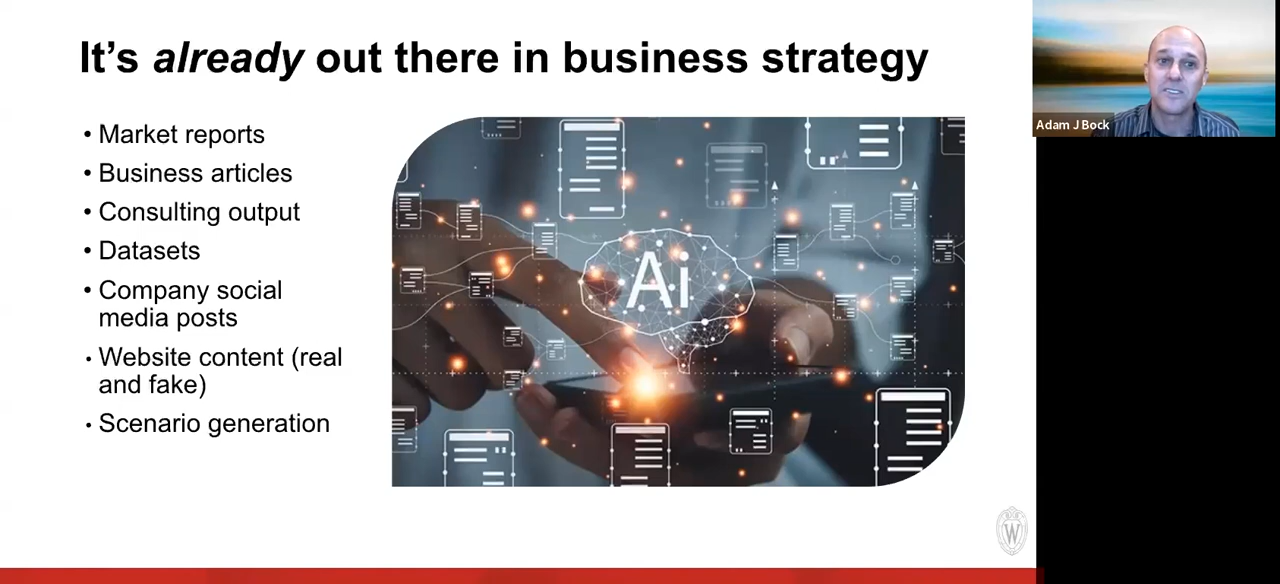 It's already out there in business strategy
• Market reports
• Business articles
• Consulting output
• Datasets
• Company social
media posts
• Website content (real
and fake)
• Scenario generation
Ai
W
Adam J Bock